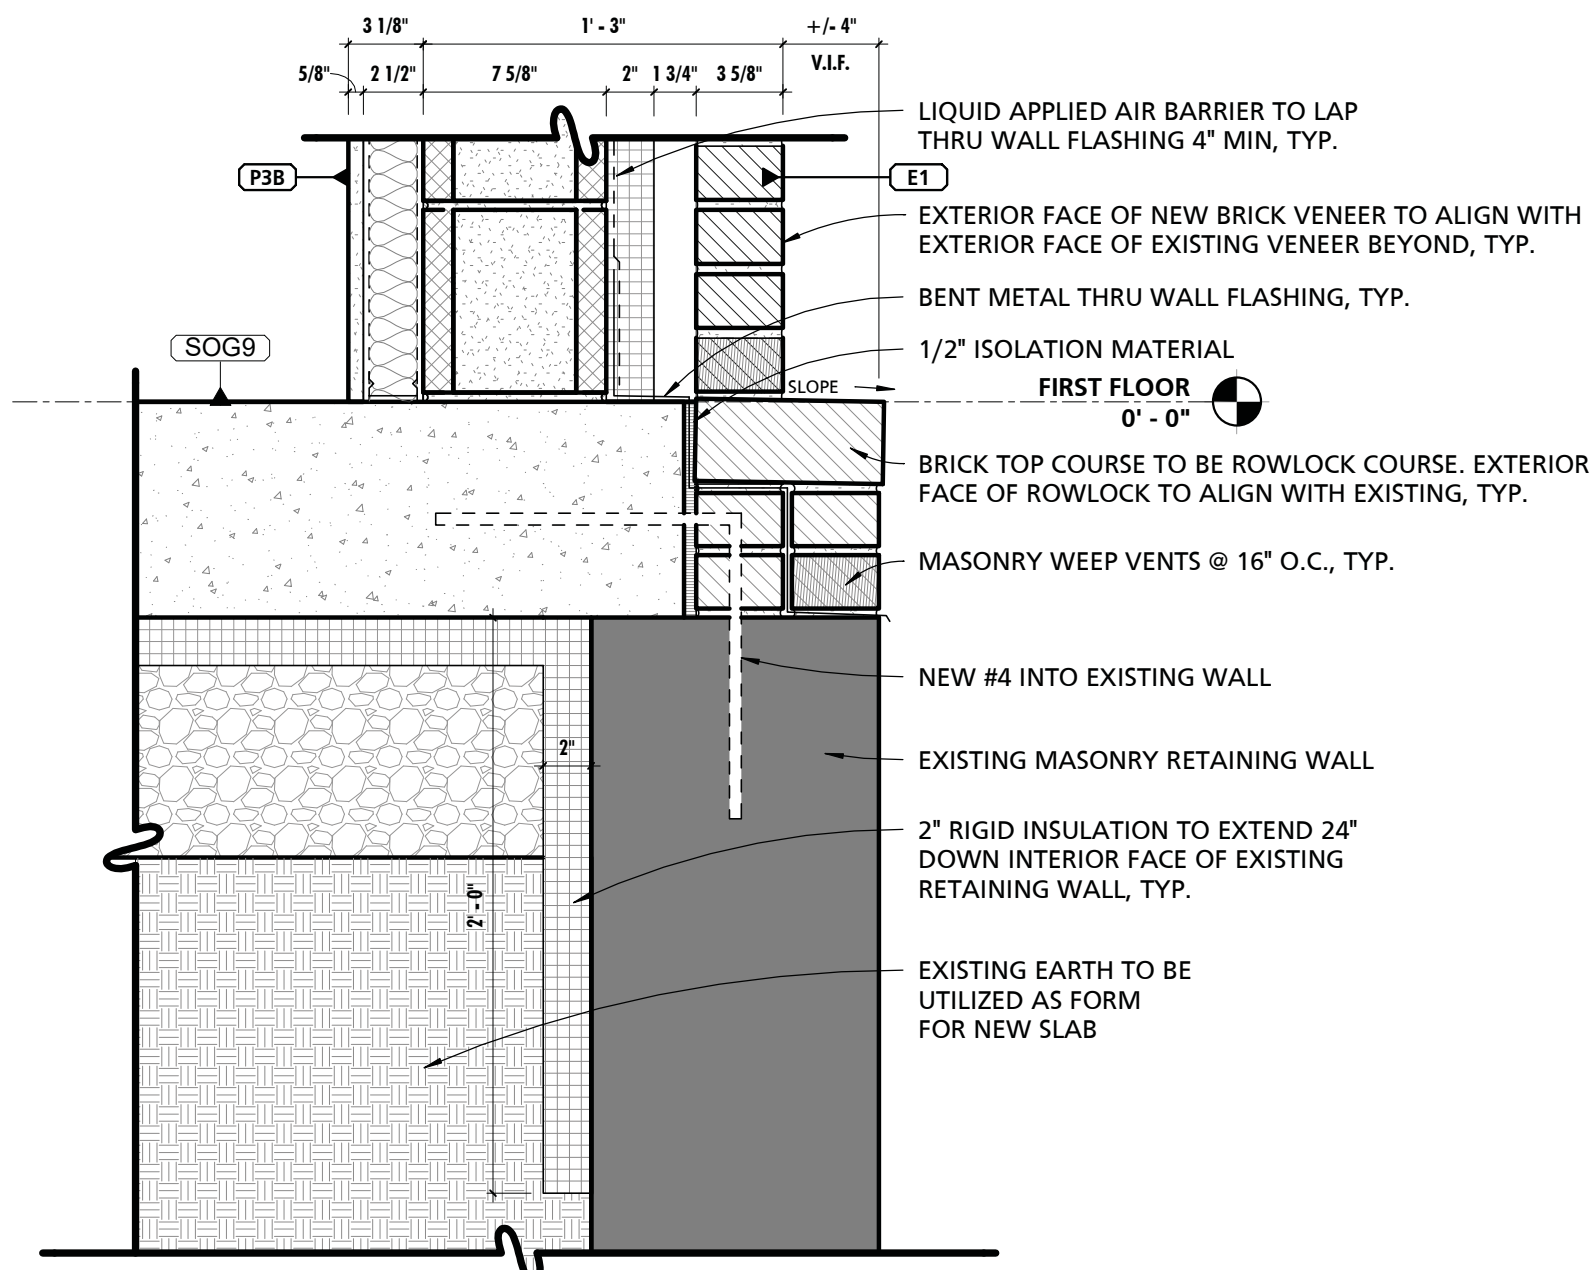 3 1/8"
1' - 3"
+/- 4"
V.I.F.
5/8"
2 1/2"
7 5/8"
2"
1 3/4"
3 5/8"
LIQUID APPLIED AIR BARRIER TO LAP
THRU WALL FLASHING 4" MIN, TYP.
P3B
E1
EXTERIOR FACE OF NEW BRICK VENEER TO ALIGN WITH
EXTERIOR FACE OF EXISTING VENEER BEYOND, TYP.
BENT METAL THRU WALL FLASHING, TYP.
SOG9
1/2" ISOLATION MATERIAL
SLOPE
FIRST FLOOR
0' - 0"
BRICK TOP COURSE TO BE ROWLOCK COURSE. EXTERIOR
FACE OF ROWLOCK TO ALIGN WITH EXISTING, TYP.
MASONRY WEEP VENTS @ 16" O.C., TYP.
NEW #4 INTO EXISTING WALL
2"
EXISTING MASONRY RETAINING WALL
2" RIGID INSULATION TO EXTEND 24"
DOWN INTERIOR FACE OF EXISTING
RETAINING WALL, TYP.
2' - 0"
EXISTING EARTH TO BE
UTILIZED AS FORM
FOR NEW SLAB